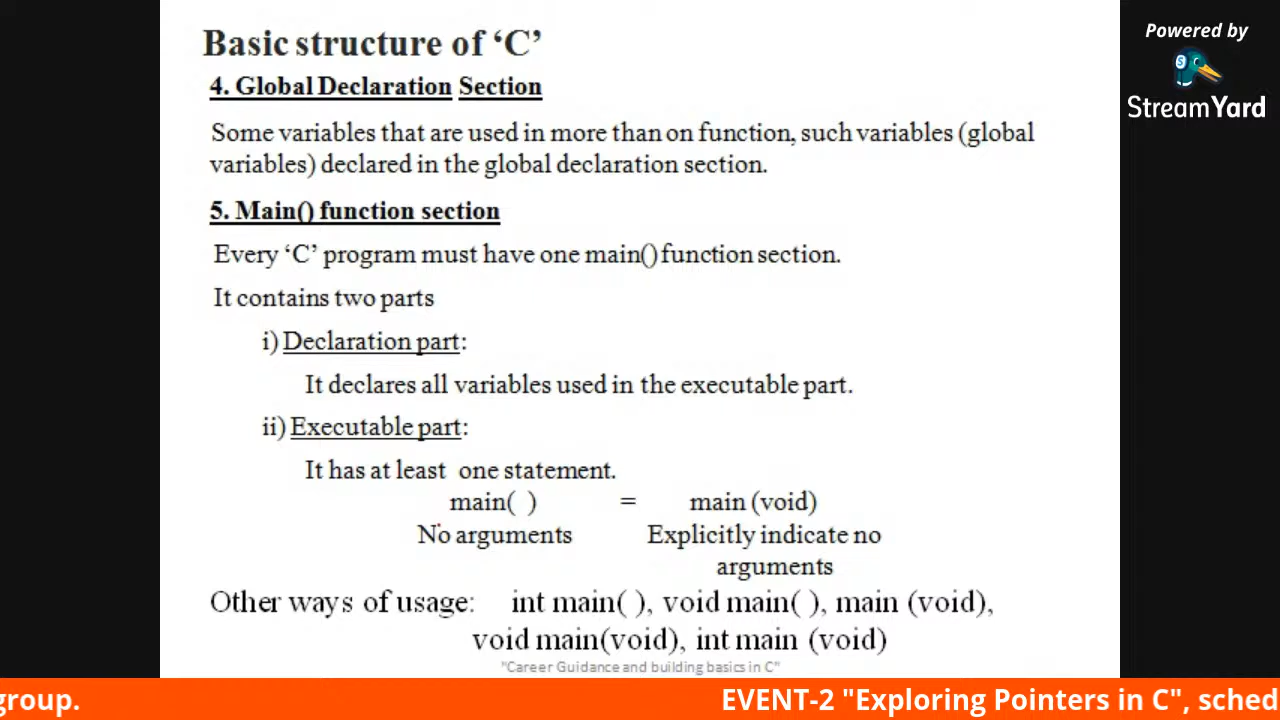 Basic structure of ‘C’
Powered by
StreamYard
4. Global Declaration Section
Some variables that are used in more than on function, such variables (global
variables) declared in the global declaration section.
5. Main() function section
Every ‘C’ program must have one main() function section.
It contains two parts
i) Declaration part:
It declares all variables used in the executable part.
ii) Executable part:
It has at least one statement.
main( ) = main (void)
No arguments Explicitly indicate no
arguments
Other ways of usage: int main( ), void main( ), main (void),
void main(void), int main (void)
"Career Guidance and building basics in C"
group. EVENT-2 "Exploring Pointers in C", sched